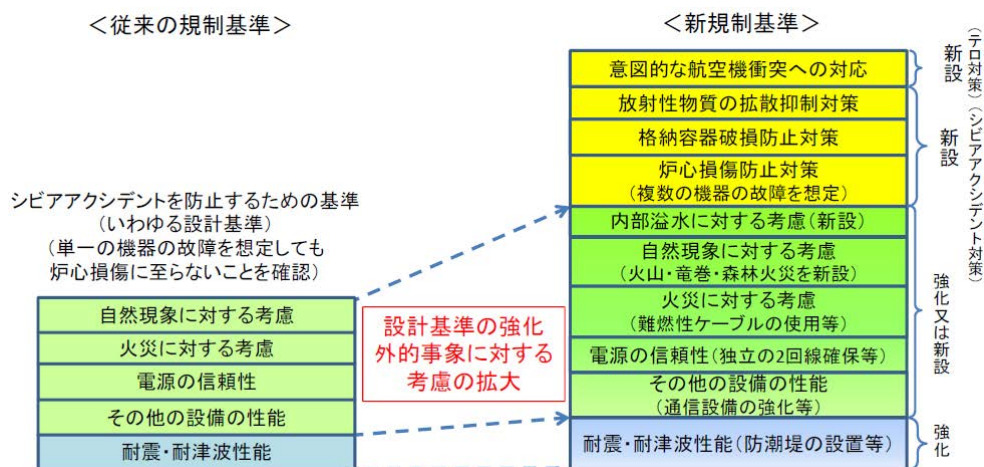 ＜従来の規制基準＞
シビアアクシデントを防止するための基準
(いわゆる設計基準)
(単一の機器の故障を想定しても
炉心損傷に至らないことを確認)
自然現象に対する考慮
火災に対する考慮
電源の信頼性
その他の設備の性能
耐震・耐津波性能
設計基準の強化
外的事象に対する
考慮の拡大
＜新規制基準＞
意図的な航空機衝突への対応
放射性物質の拡散抑制対策
格納容器破損防止対策
炉心損傷防止対策
(複数の機器の故障を想定)
内部溢水に対する考慮(新設)
自然現象に対する考慮
(火山・竜巻・森林火災を新設)
火災に対する考慮
(難燃性ケーブルの使用等)
電源の信頼性(独立の2回線確保等)
その他の設備の性能
(通信設備の強化等)
耐震・耐津波性能(防潮堤の設置等)
新設
(テロ対策)
新設
(シビアアクシデント対策)
強化又は新設
強化